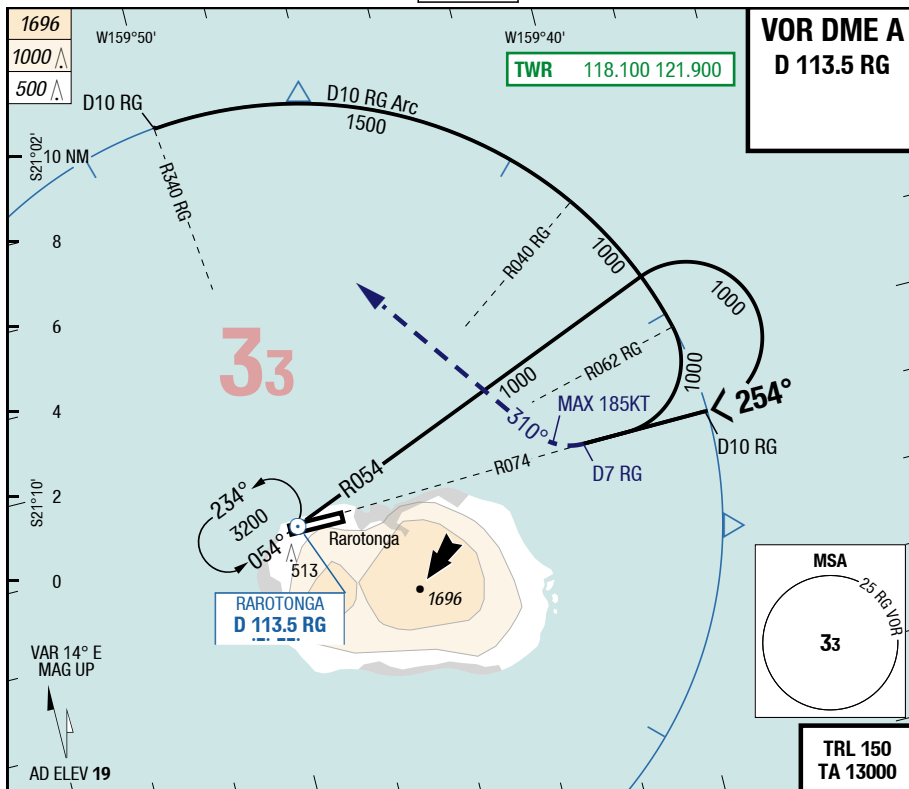 1696
1000
500
W159°50'
W159°40'
VOR DME A
D 113.5 RG
TWR 118.100 121.900
D10 RG
D10 RG Arc
1500
S21°02'
10 NM
R340 RG
8
R040 RG
1000
1000
6
33
R062 RG
1000
1000
MAX 185KT
310°
254°
4
D10 RG
R074
D7 RG
R054
S21°10'
2
234°
3200
054°
Rarotonga
513
0
1696
RAROTONGA
D 113.5 RG
MSA
25 RG VOR
33
VAR 14° E
MAG UP
AD ELEV 19
TRL 150
TA 13000